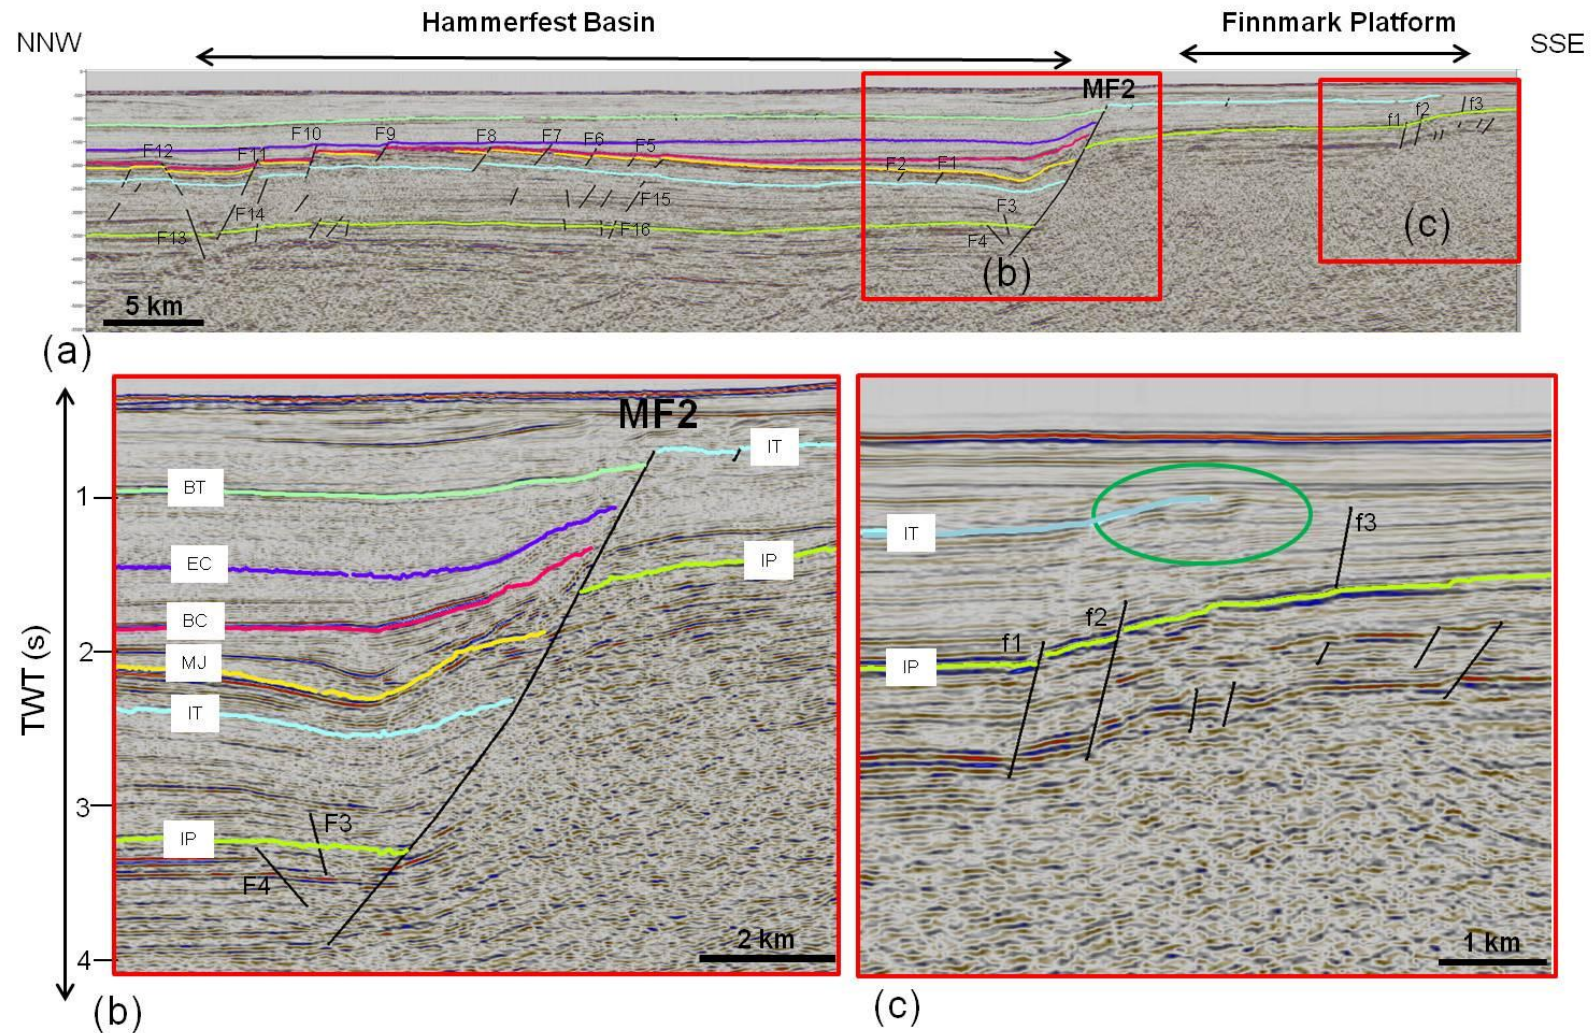 Hammerfest Basin
Finnmark Platform
NNW
SSE
MF2
F12
F11
F10
F9
F8
F7
F6
F5
F2
F1
f1
f2
f3
F13
F14
F15
F16
F3
F4
(b)
(c)
5 km
(a)
TWT (s)
1
2
3
4
MF2
IT
BT
EC
IP
BC
MJ
IT
IP
F3
F4
2 km
(b)
IT
f3
f2
f1
IP
1 km
(c)